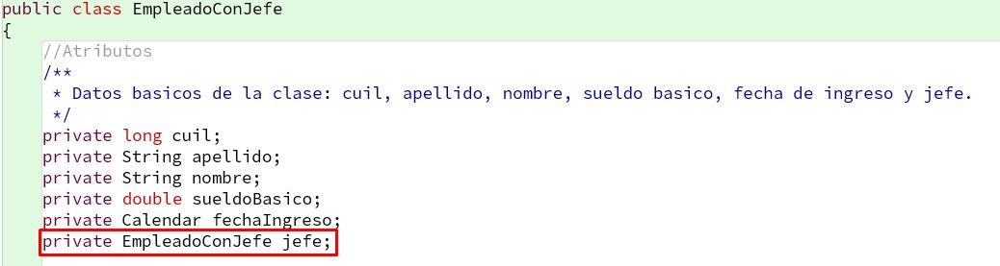 public class EmpleadoConJefe
{
//Atributos
/**
* Datos basicos de la clase: cuil, apellido, nombre, sueldo basico, fecha de ingreso y jefe.
*/
private long cuil;
private String apellido;
private String nombre;
private double sueldoBasico;
private Calendar fechaIngreso;
private EmpleadoConJefe jefe;